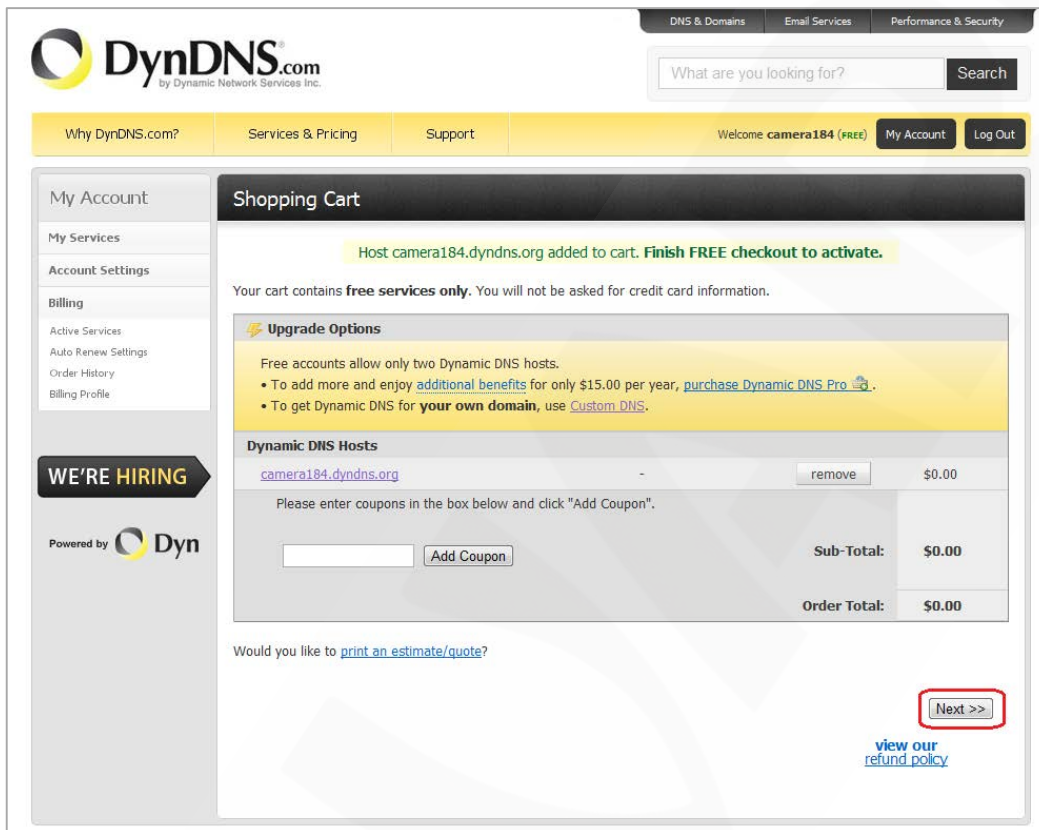 DNS & Domains Email Services Performance & Security
DynDNS.com
by Dynamic Network Services Inc.
What are you looking for? Search
Why DynDNS.com? Services & Pricing Support Welcome camera184 (FREE) My Account Log Out
My Account
My Services
Account Settings
Billing
Active Services
Auto Renew Settings
Order History
Billing Profile
WE'RE HIRING
Powered by Dyn
Shopping Cart
Host camera184.dyndns.org added to cart. Finish FREE checkout to activate.
Your cart contains free services only. You will not be asked for credit card information.
Upgrade Options
Free accounts allow only two Dynamic DNS hosts.
• To add more and enjoy additional benefits for only $15.00 per year, purchase Dynamic DNS Pro .
• To get Dynamic DNS for your own domain, use Custom DNS.
Dynamic DNS Hosts
camera184.dyndns.org - remove $0.00
Please enter coupons in the box below and click "Add Coupon".
Add Coupon Sub-Total: $0.00
Order Total: $0.00
Would you like to print an estimate/quote?
Next >>
view our
refund policy